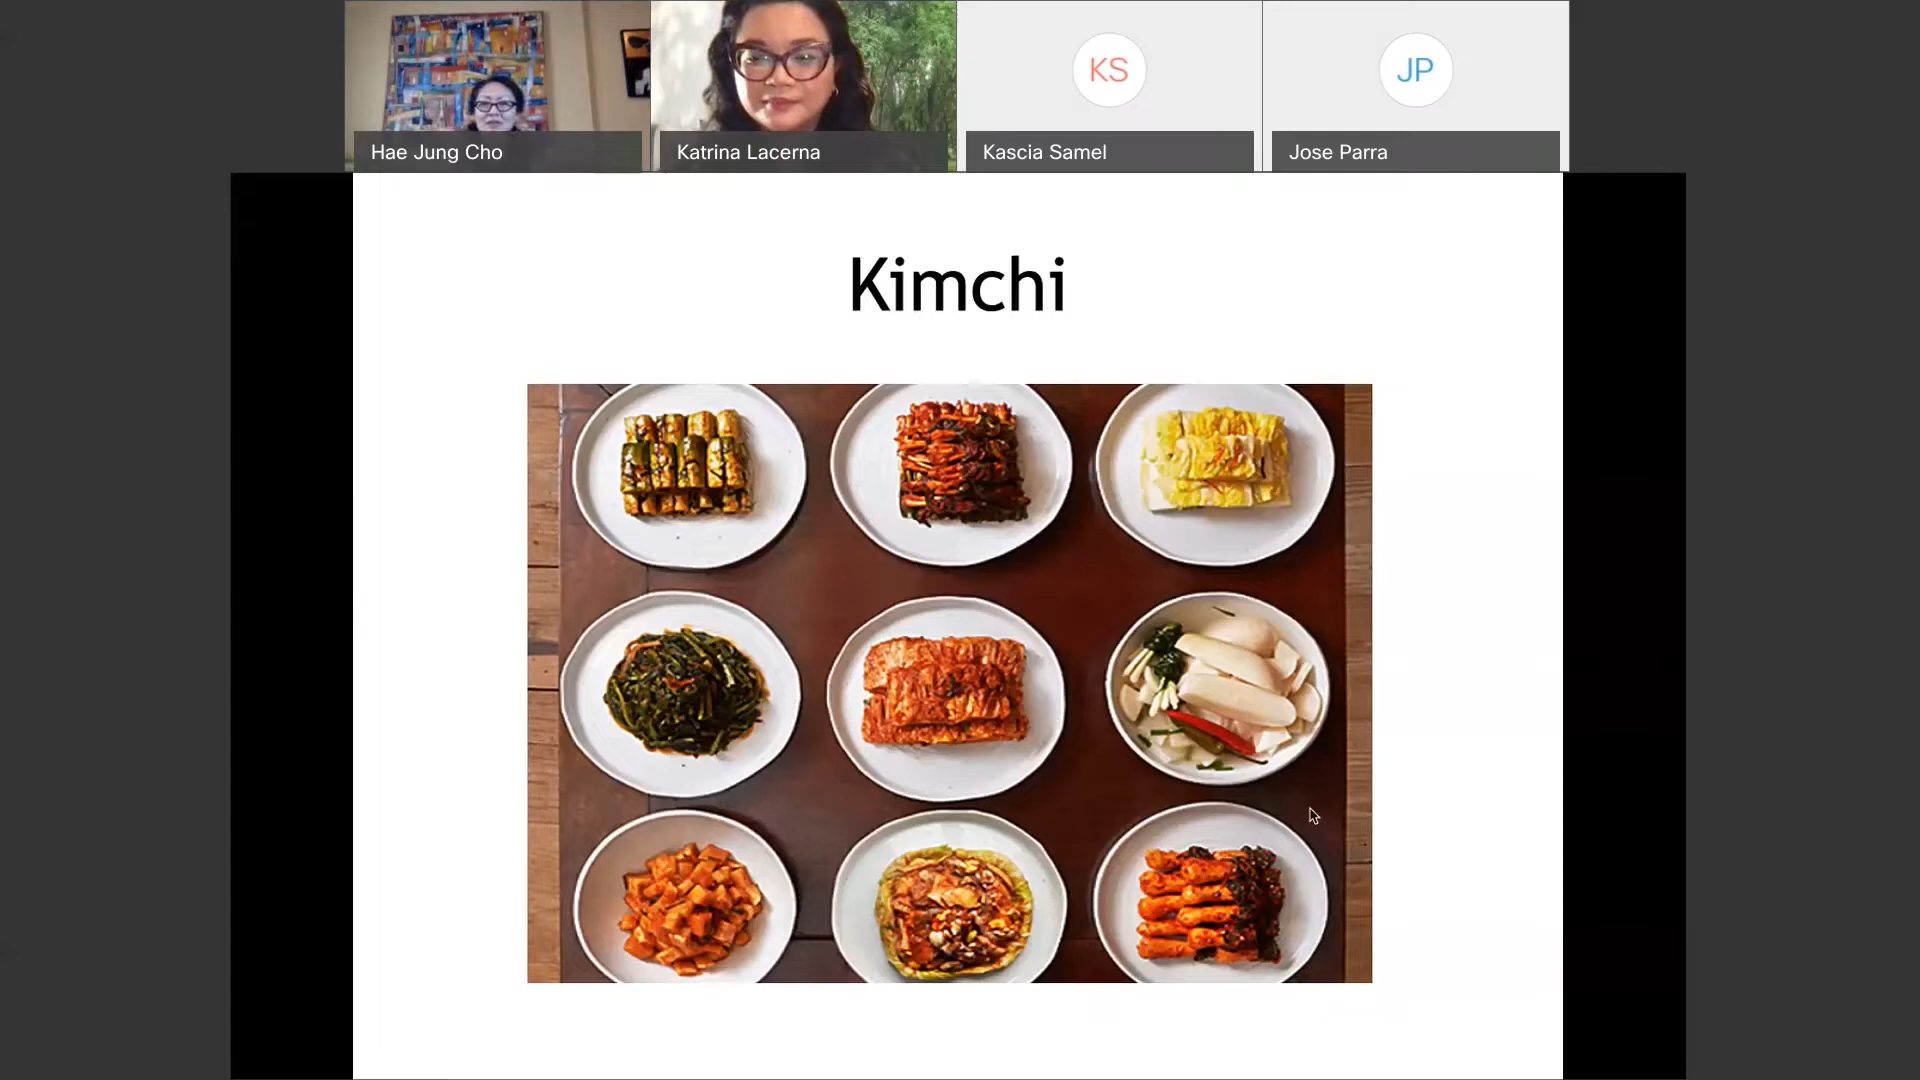 KS
JP
Hae Jung Cho
Katrina Lacerna
Kascia Samel
Jose Parra
Kimchi